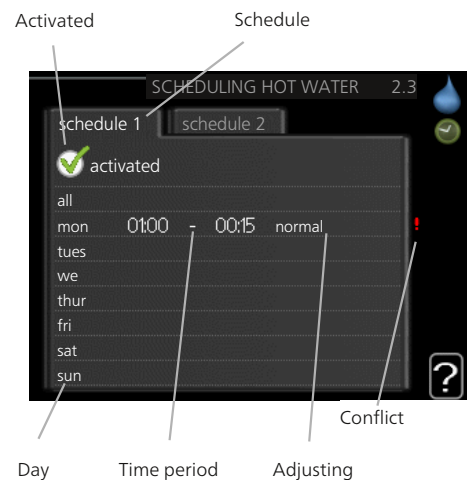 Activated Schedule
SCHEDULING HOT WATER 2.3
schedule 1 schedule 2
activated
all
mon 01:00 - 00:15 normal !
tues
we
thur
fri
sat
sun
?
Conflict
Day Time period Adjusting